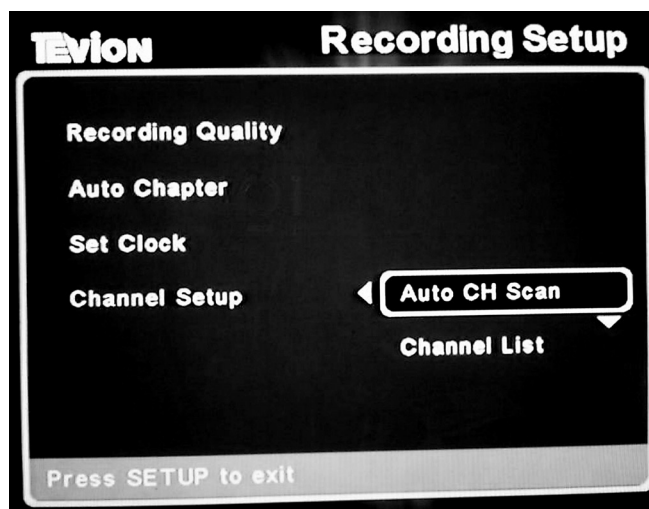 TEVION
Recording Setup
Recording Quality
Auto Chapter
Set Clock
Channel Setup
Auto CH Scan
Channel List
Press SETUP to exit